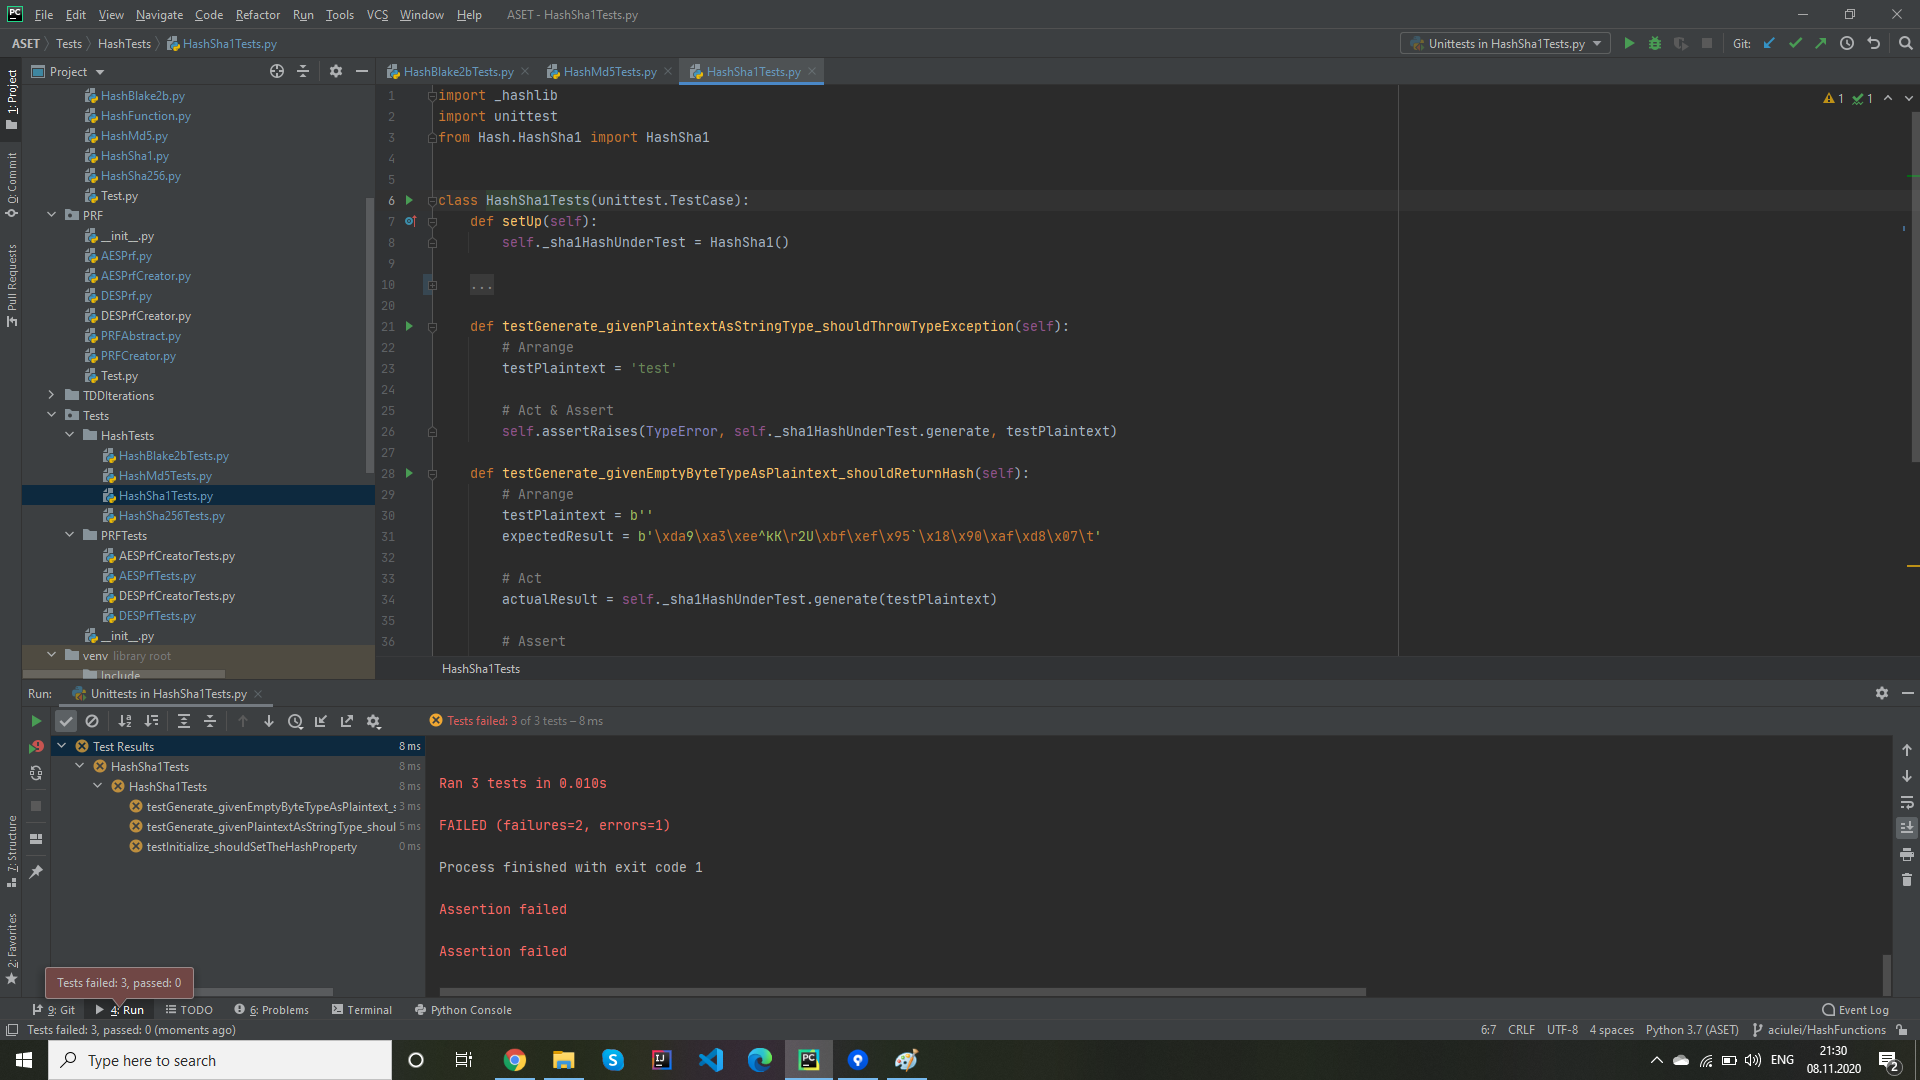 PC File Edit View Navigate Code Refactor Run Tools VCS Window Help ASET - HashSha1Tests.py
ASET Tests HashTests HashSha1Tests.py Unittests in HashSha1Tests.py Git:
1: Project
0: Commit
Pull Requests
7: Structure
2: Favorites
Project
HashBlake2b.py
HashFunction.py
HashMd5.py
HashSha1.py
HashSha256.py
Test.py
PRF
__init__.py
AESPrf.py
AESPrfCreator.py
DESPrf.py
DESPrfCreator.py
PRFAbstract.py
PRFCreator.py
Test.py
TDDIterations
Tests
HashTests
HashBlake2bTests.py
HashMd5Tests.py
HashSha1Tests.py
HashSha256Tests.py
PRFTests
AESPrfCreatorTests.py
AESPrfTests.py
DESPrfCreatorTests.py
DESPrfTests.py
__init__.py
venv library root
Include
HashBlake2bTests.py HashMd5Tests.py HashSha1Tests.py
1 1
1 import _hashlib
2 import unittest
3 from Hash.HashSha1 import HashSha1
4
5
6 class HashSha1Tests(unittest.TestCase):
7 def setUp(self):
8 self._sha1HashUnderTest = HashSha1()
9
10 ...
20
21 def testGenerate_givenPlaintextAsStringType_shouldThrowTypeException(self):
22 # Arrange
23 testPlaintext = 'test'
24
25 # Act & Assert
26 self.assertRaises(TypeError, self._sha1HashUnderTest.generate, testPlaintext)
27
28 def testGenerate_givenEmptyByteTypeAsPlaintext_shouldReturnHash(self):
29 # Arrange
30 testPlaintext = b''
31 expectedResult = b'\xda9\xa3\xee^kK\r2U\xbf\xef\x95`\x18\x90\xaf\xd8\x07\t'
32
33 # Act
34 actualResult = self._sha1HashUnderTest.generate(testPlaintext)
35
36 # Assert
HashSha1Tests
Run: Unittests in HashSha1Tests.py
Tests failed: 3 of 3 tests – 8 ms
Test Results 8 ms
HashSha1Tests 8 ms
HashSha1Tests 8 ms
testGenerate_givenEmptyByteTypeAsPlaintext_s 3 ms
testGenerate_givenPlaintextAsStringType_shoul 5 ms
testInitialize_shouldSetTheHashProperty 0 ms
Ran 3 tests in 0.010s
FAILED (failures=2, errors=1)
Process finished with exit code 1
Assertion failed
Assertion failed
Tests failed: 3, passed: 0
9: Git 4: Run TODO 6: Problems Terminal Python Console Event Log
Tests failed: 3, passed: 0 (moments ago) 6:7 CRLF UTF-8 4 spaces Python 3.7 (ASET) aciulei/HashFunctions
Type here to search
ENG
21:30
08.11.2020
2